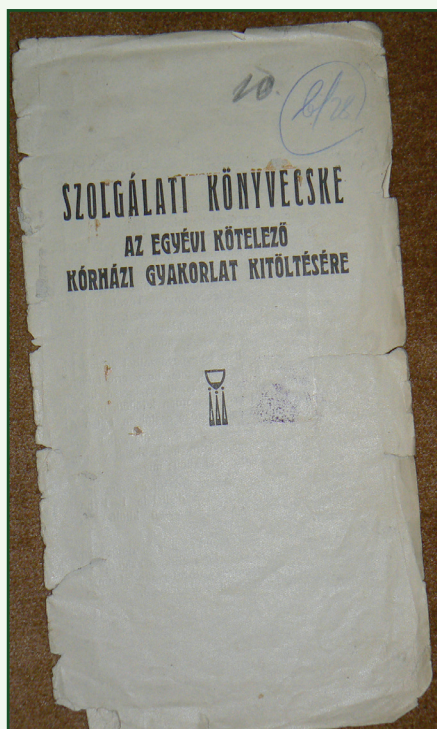 10.
SZOLGÁLATI KÖNYVECSKE
AZ EGYÉVI KÖTELEZŐ
KÓRHÁZI GYAKORLAT KITÖLTÉSÉRE